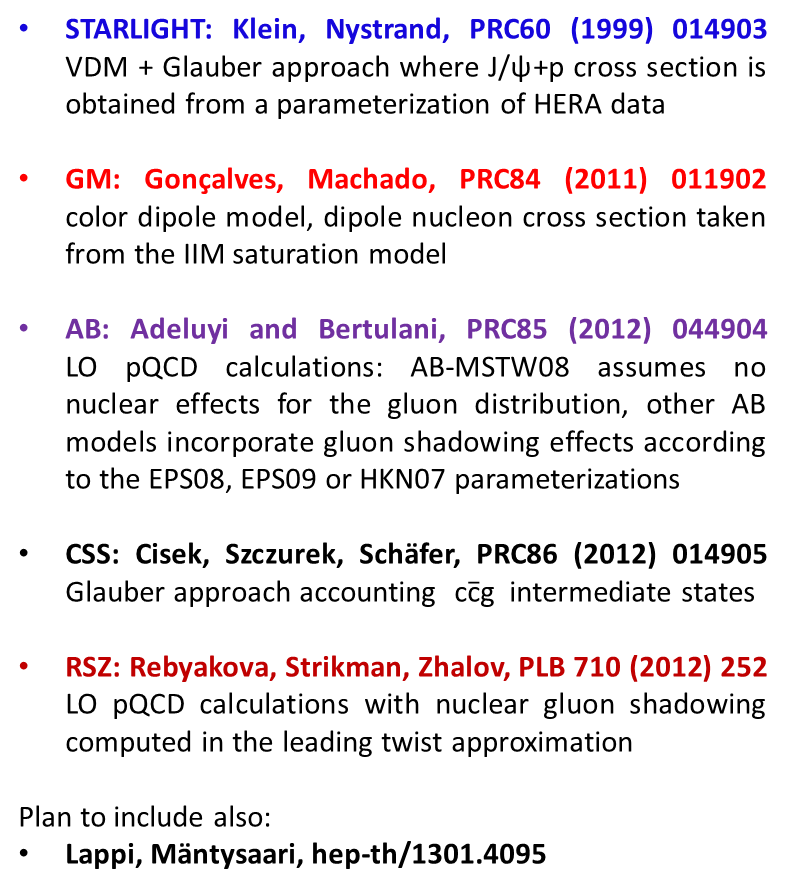 • STARLIGHT: Klein, Nystrand, PRC60 (1999) 014903
VDM + Glauber approach where J/ψ+p cross section is
obtained from a parameterization of HERA data
• GM: Gonçalves, Machado, PRC84 (2011) 011902
color dipole model, dipole nucleon cross section taken
from the IIM saturation model
• AB: Adeluyi and Bertulani, PRC85 (2012) 044904
LO pQCD calculations: AB-MSTW08 assumes no
nuclear effects for the gluon distribution, other AB
models incorporate gluon shadowing effects according
to the EPS08, EPS09 or HKN07 parameterizations
• CSS: Cisek, Szczurek, Schäfer, PRC86 (2012) 014905
Glauber approach accounting cc̄g intermediate states
• RSZ: Rebyakova, Strikman, Zhalov, PLB 710 (2012) 252
LO pQCD calculations with nuclear gluon shadowing
computed in the leading twist approximation
Plan to include also:
• Lappi, Mäntysaari, hep-th/1301.4095